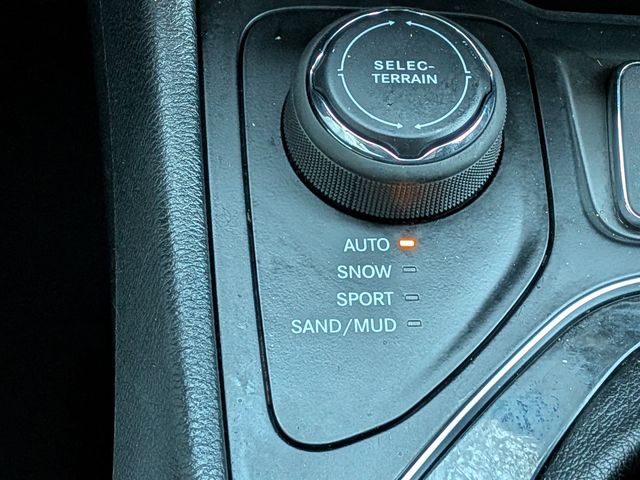 SELEC-
TERRAIN
AUTO
SNOW
SPORT
SAND/MUD